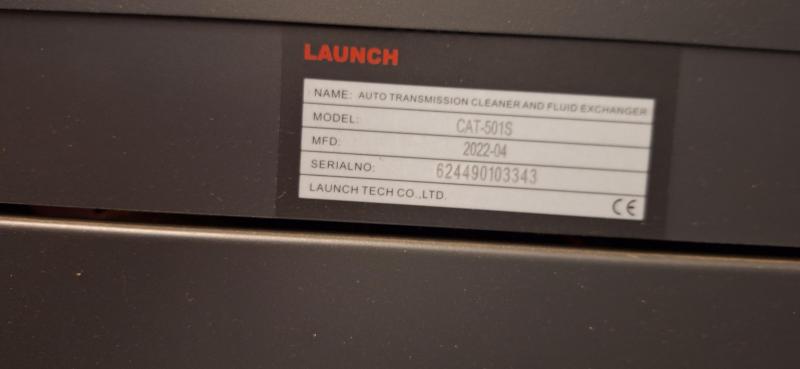 LAUNCH
NAME: AUTO TRANSMISSION CLEANER AND FLUID EXCHANGER
MODEL: CAT-501S
MFD: 2022-04
SERIALNO: 624490103343
LAUNCH TECH CO.,LTD. CE